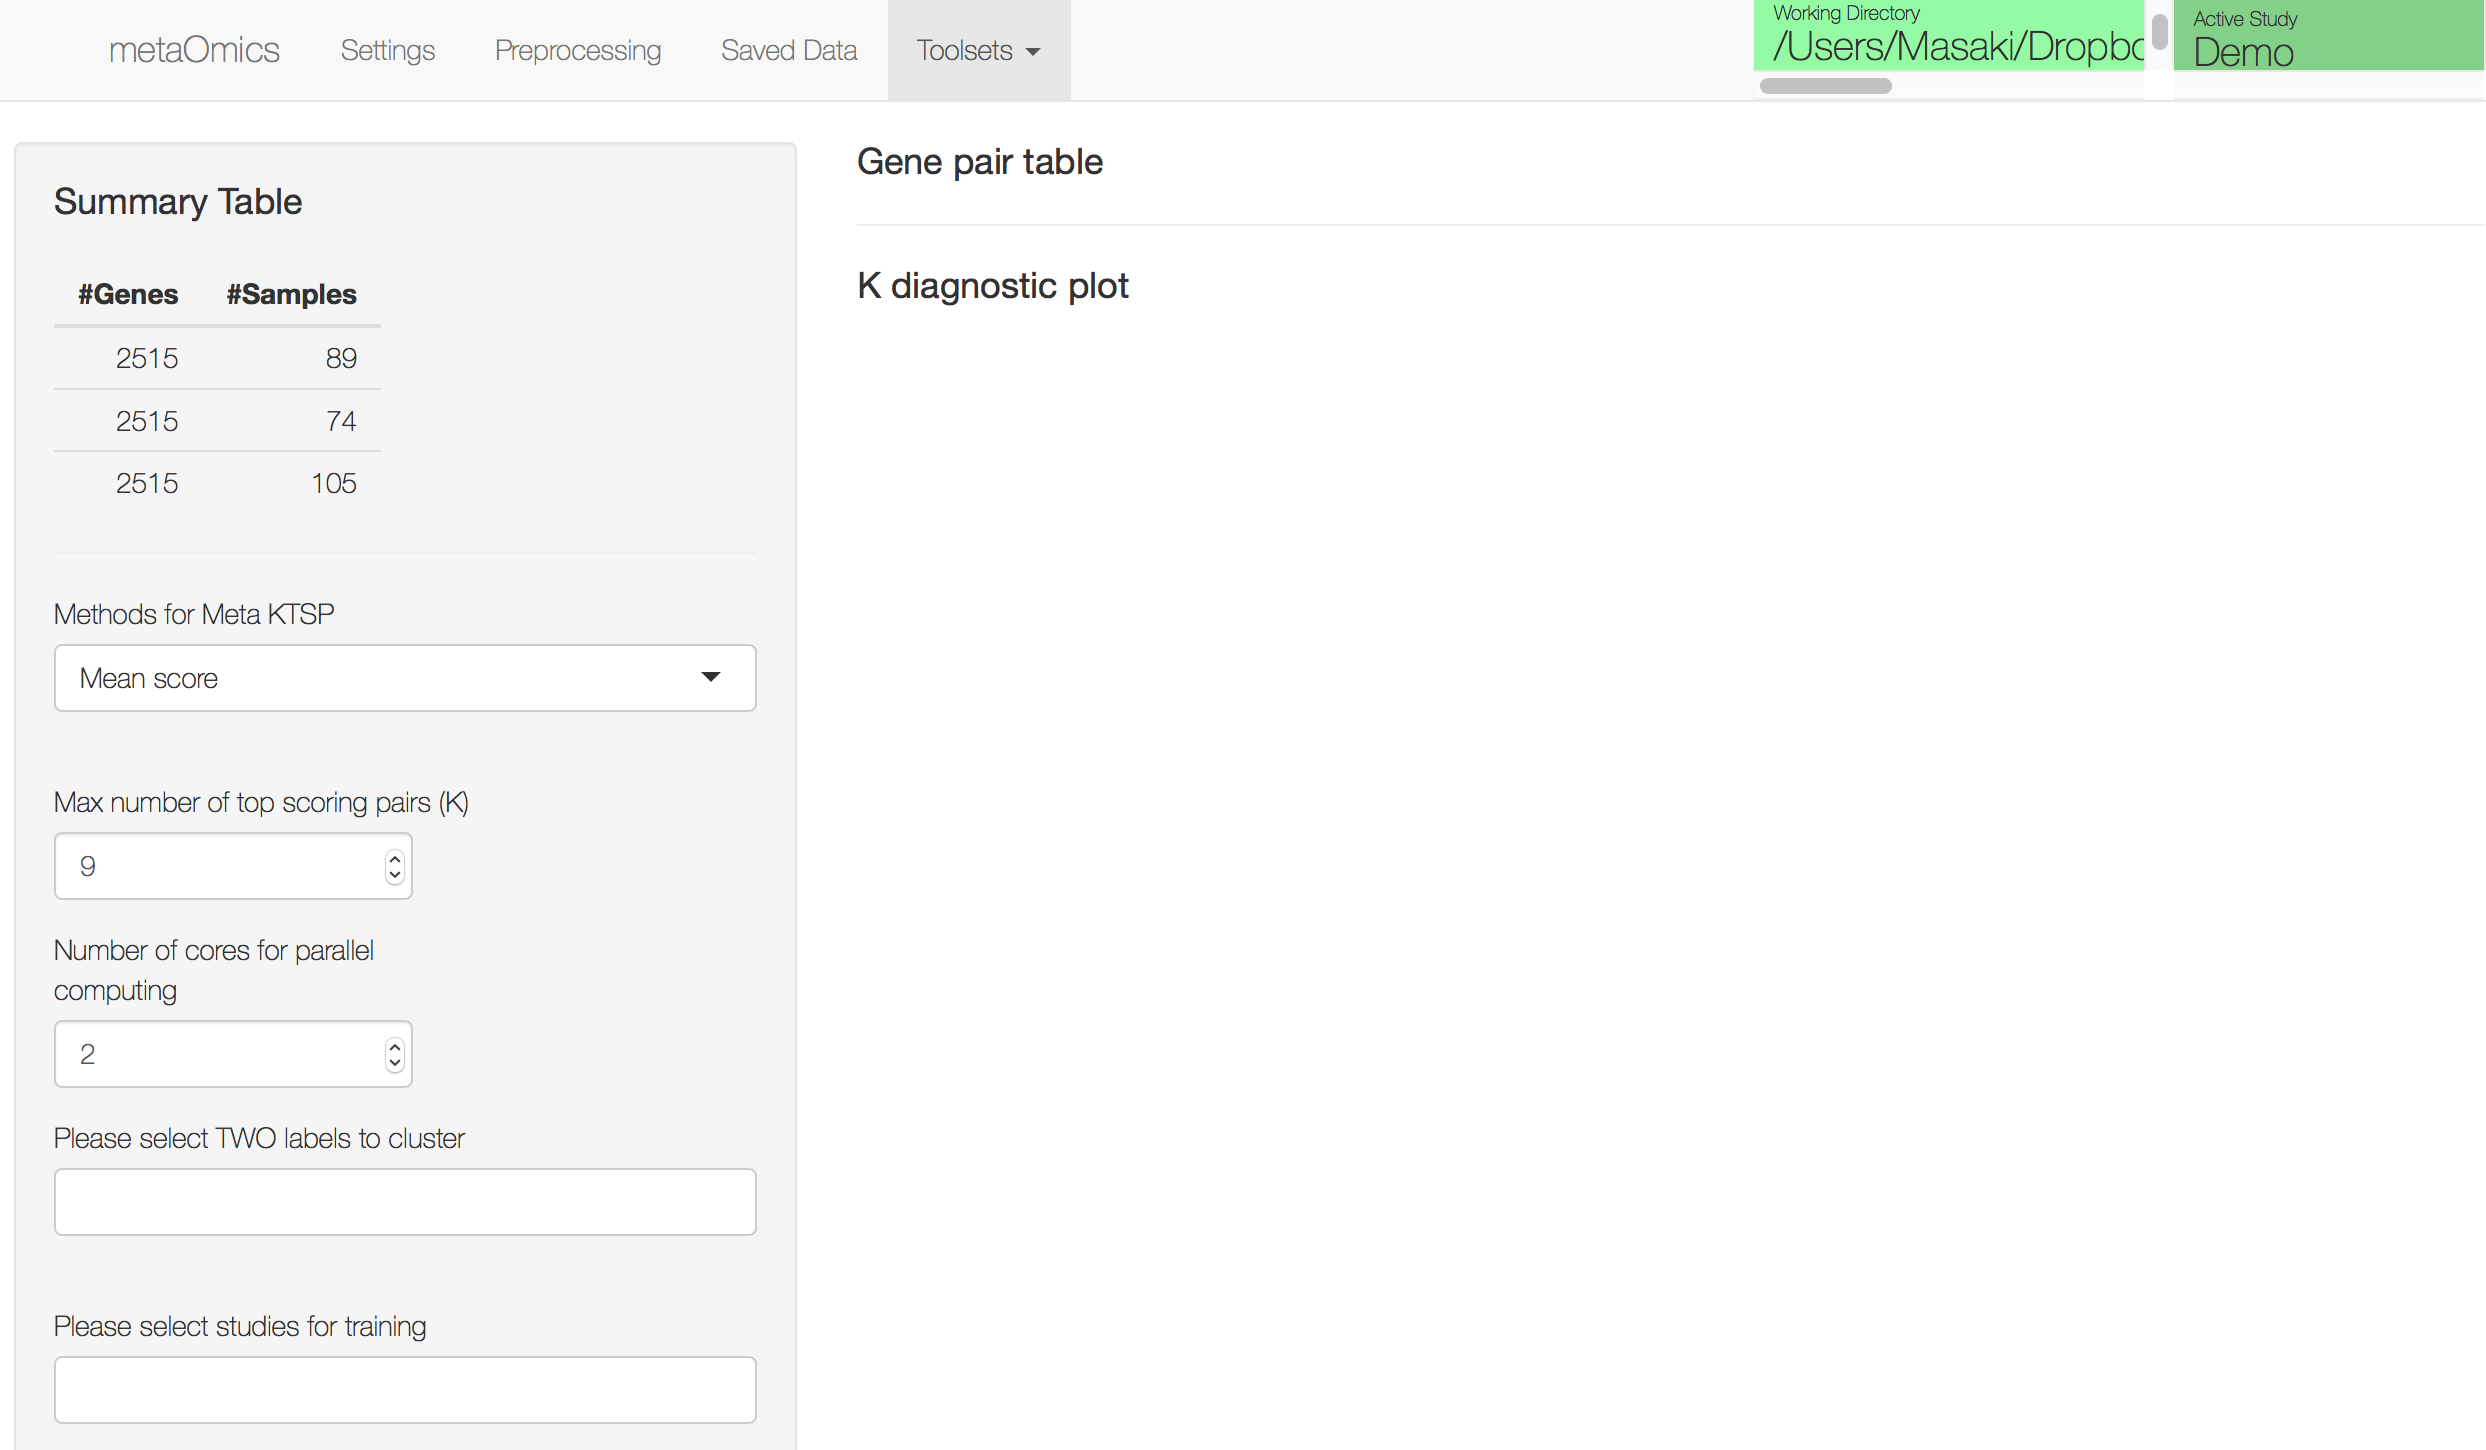 metaOmics Settings Preprocessing Saved Data Toolsets
Working Directory
/Users/Masaki/Dropbo
Active Study
Demo
Summary Table
#Genes #Samples
2515 89
2515 74
2515 105
Methods for Meta KTSP
Mean score
Max number of top scoring pairs (K)
9
Number of cores for parallel
computing
2
Please select TWO labels to cluster
Please select studies for training
Gene pair table
K diagnostic plot